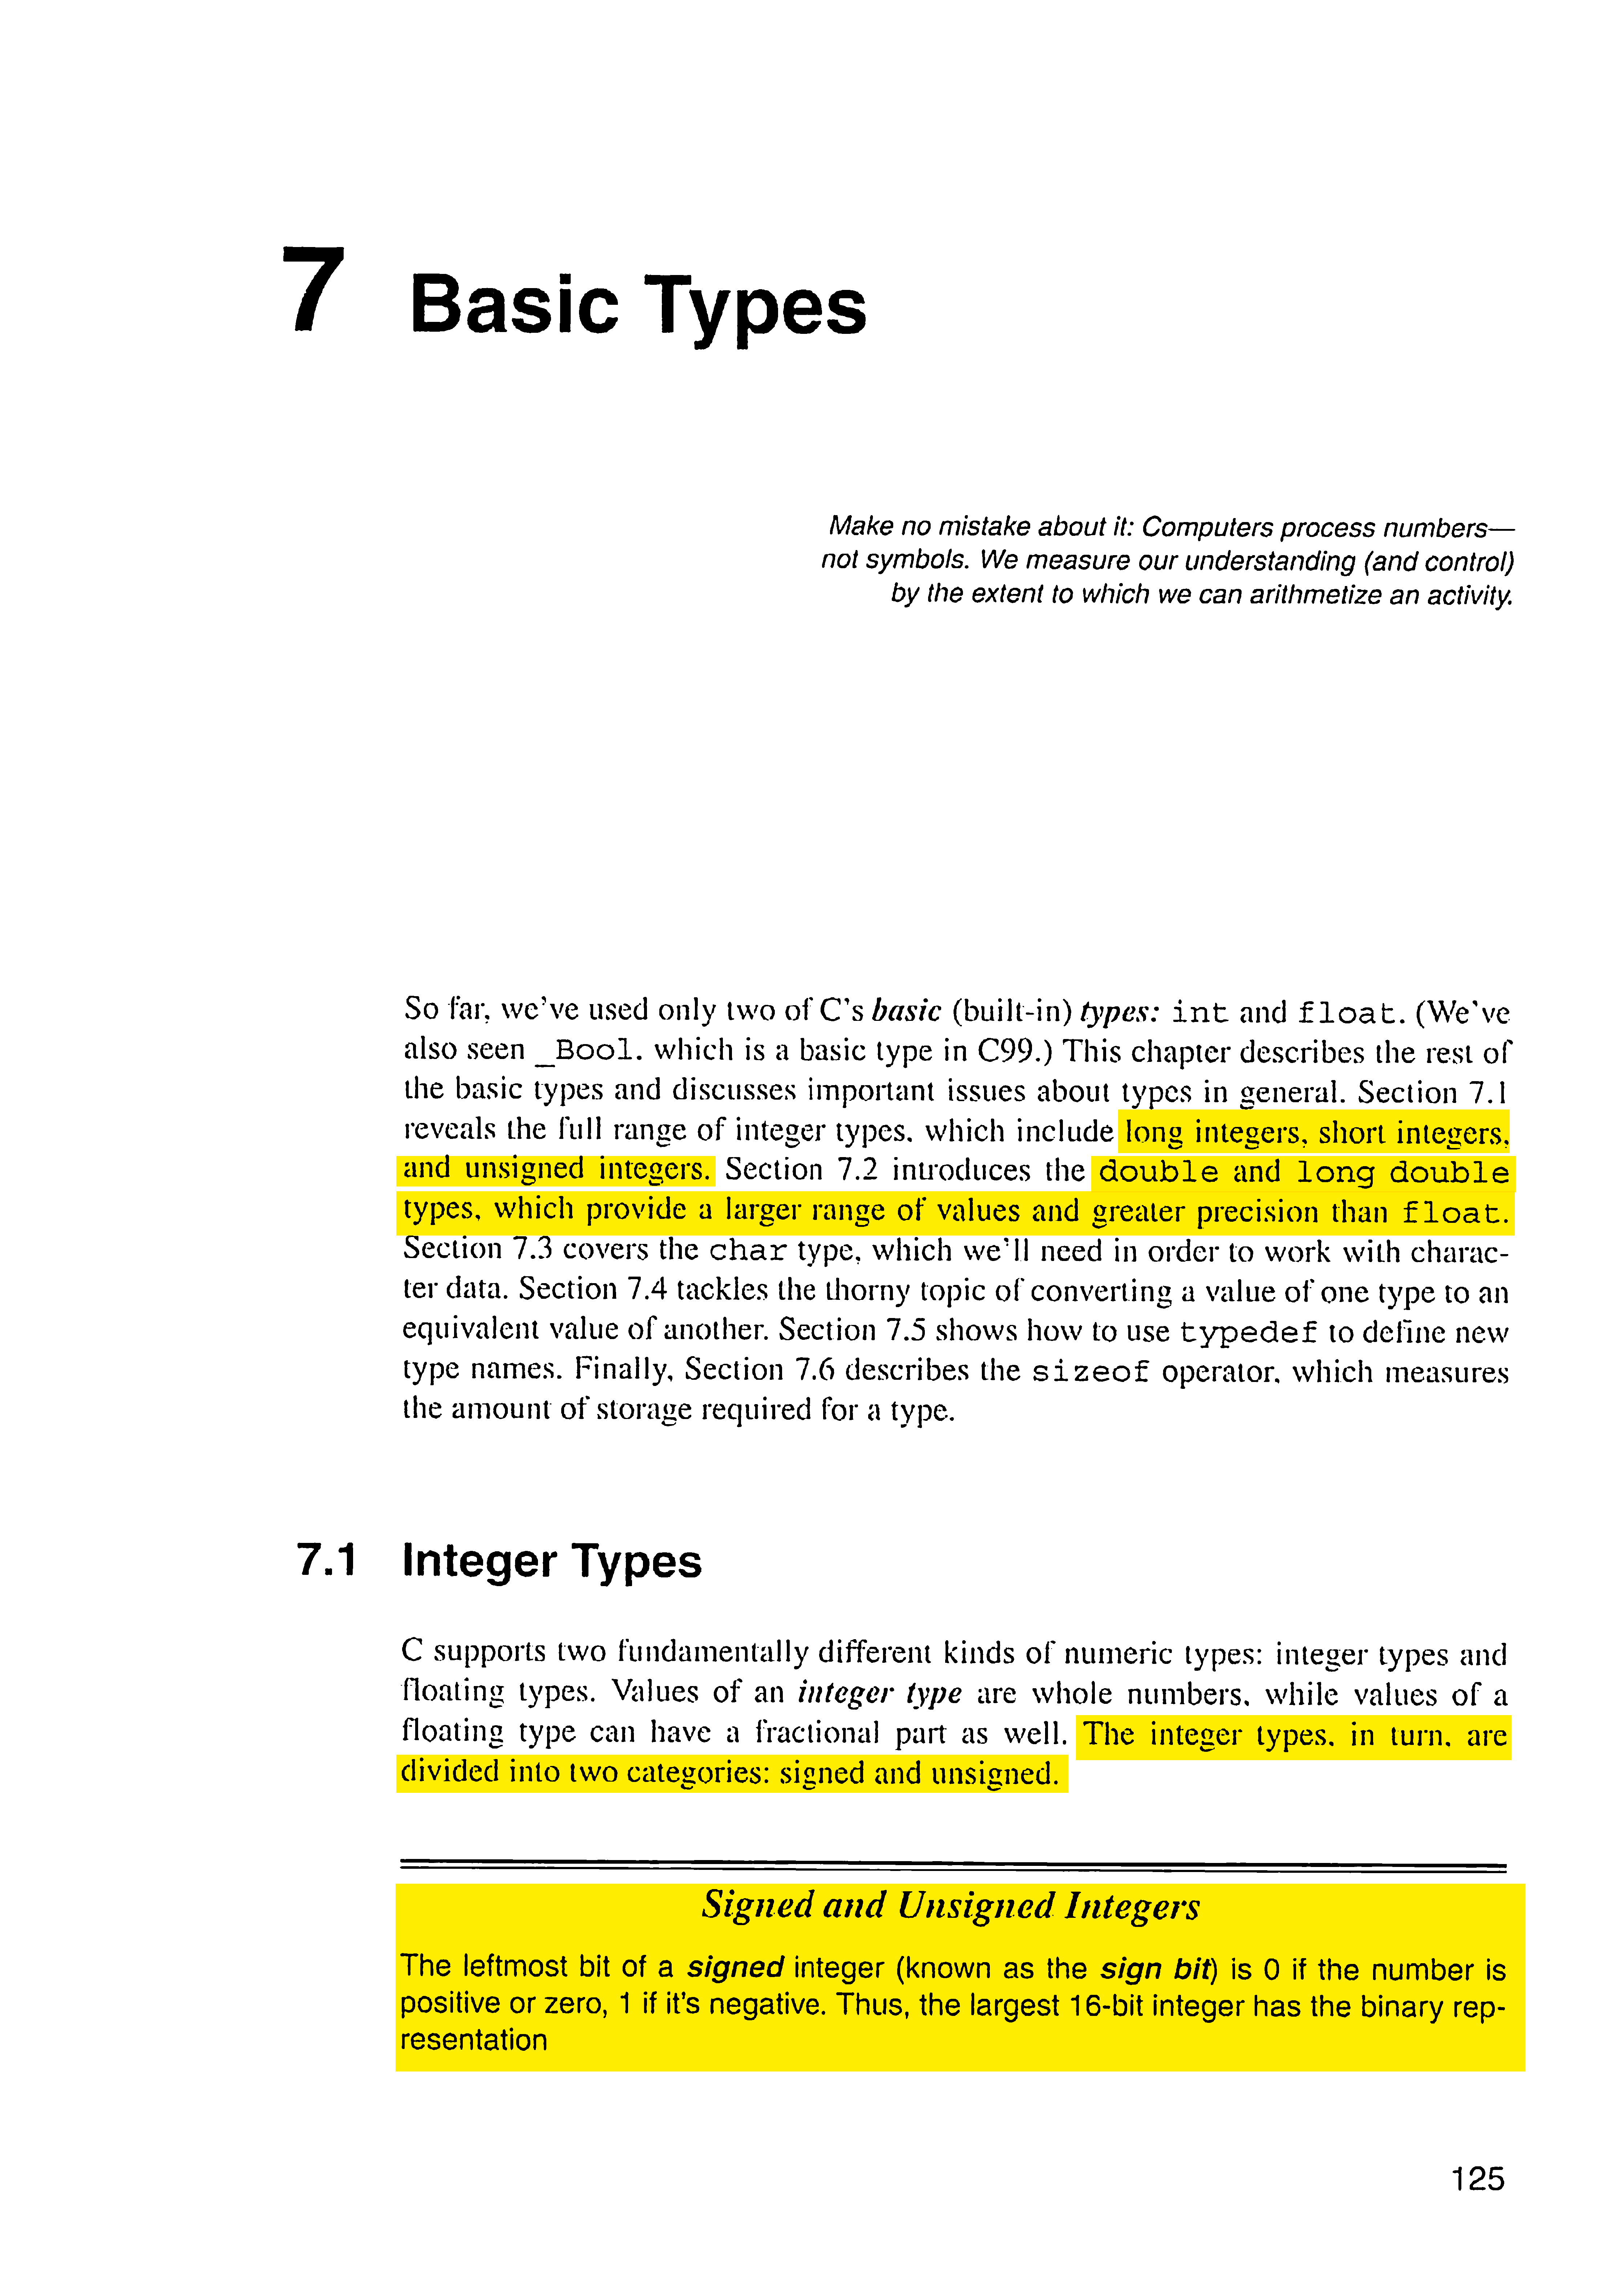 7 Basic Types
Make no mistake about it: Computers process numbers—
not symbols. We measure our understanding (and control)
by the extent to which we can arithmetize an activity.
So far, we've used only two of C's basic (built-in) types: int and float. (We've
also seen _Bool. which is a basic type in C99.) This chapter describes the rest of
the basic types and discusses important issues about types in general. Section 7.1
reveals the full range of integer types, which include long integers, short integers,
and unsigned integers. Section 7.2 introduces the double and long double
types, which provide a larger range of values and greater precision than float.
Section 7.3 covers the char type, which we'll need in order to work with charac-
ter data. Section 7.4 tackles the thorny topic of converting a value of one type to an
equivalent value of another. Section 7.5 shows how to use typedef to define new
type names. Finally, Section 7.6 describes the sizeof operator, which measures
the amount of storage required for a type.
7.1 Integer Types
C supports two fundamentally different kinds of numeric types: integer types and
floating types. Values of an integer type are whole numbers, while values of a
floating type can have a fractional part as well. The integer types, in turn, are
divided into two categories: signed and unsigned.
Signed and Unsigned Integers
The leftmost bit of a signed integer (known as the sign bit) is 0 if the number is
positive or zero, 1 if it's negative. Thus, the largest 16-bit integer has the binary rep-
resentation
125